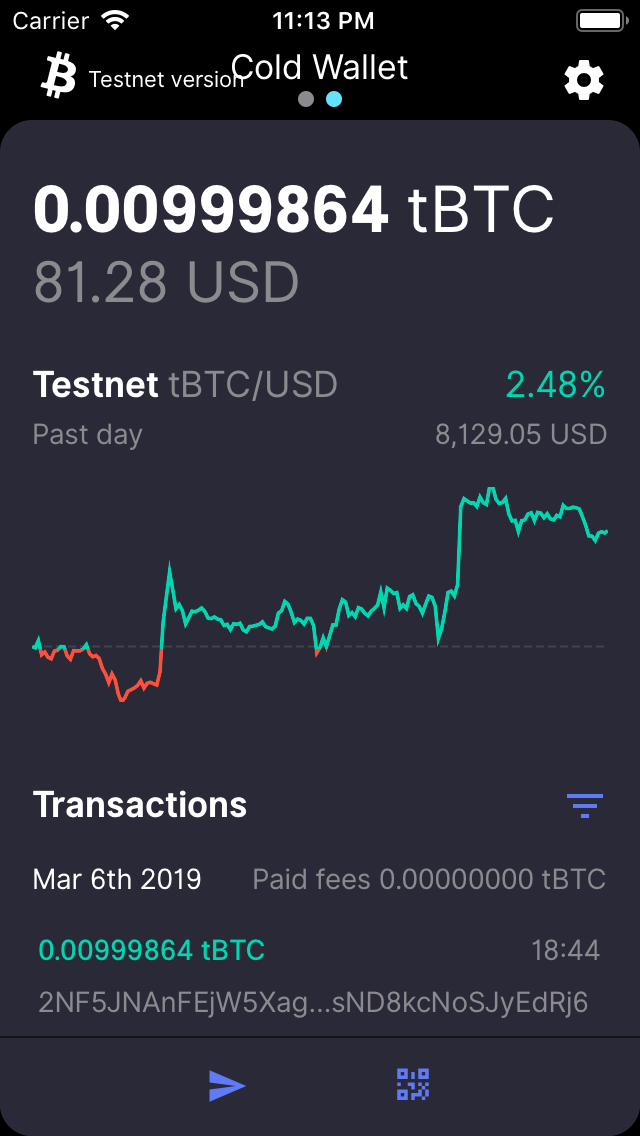 Carrier 11:13 PM
Cold Wallet
Testnet version
0.00999864 tBTC
81.28 USD
Testnet tBTC/USD 2.48%
Past day 8,129.05 USD
Transactions
Mar 6th 2019 Paid fees 0.00000000 tBTC
0.00999864 tBTC 18:44
2NF5JNAnFEjW5Xag...sND8kcNoSJyEdRj6